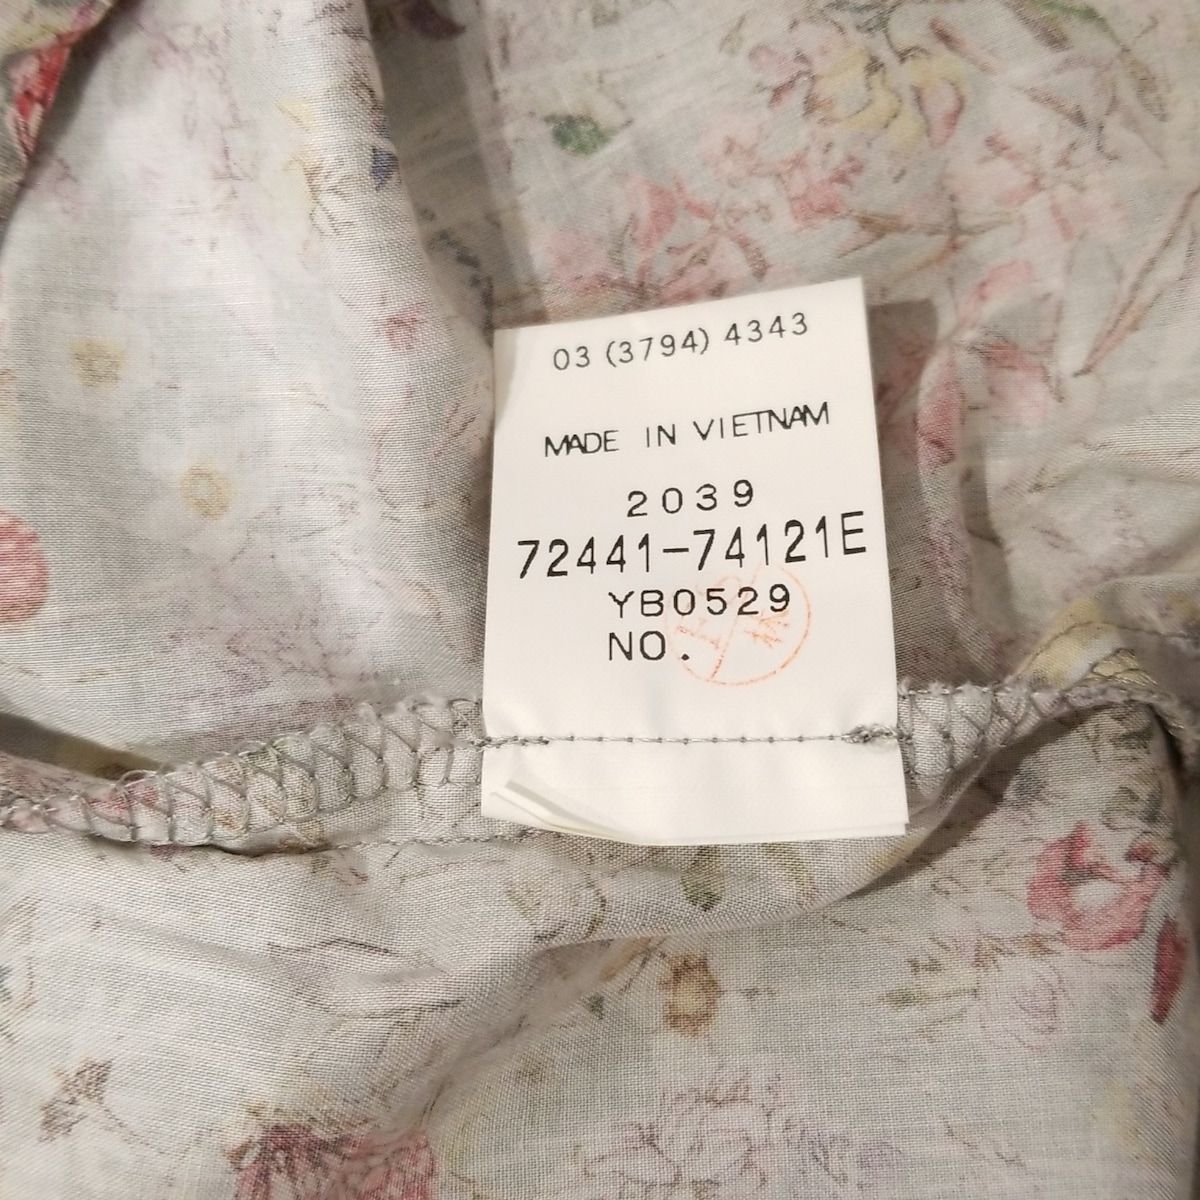 03 (3794) 4343
MADE IN VIETNAM
2039
72441-74121E
YB0529
NO.